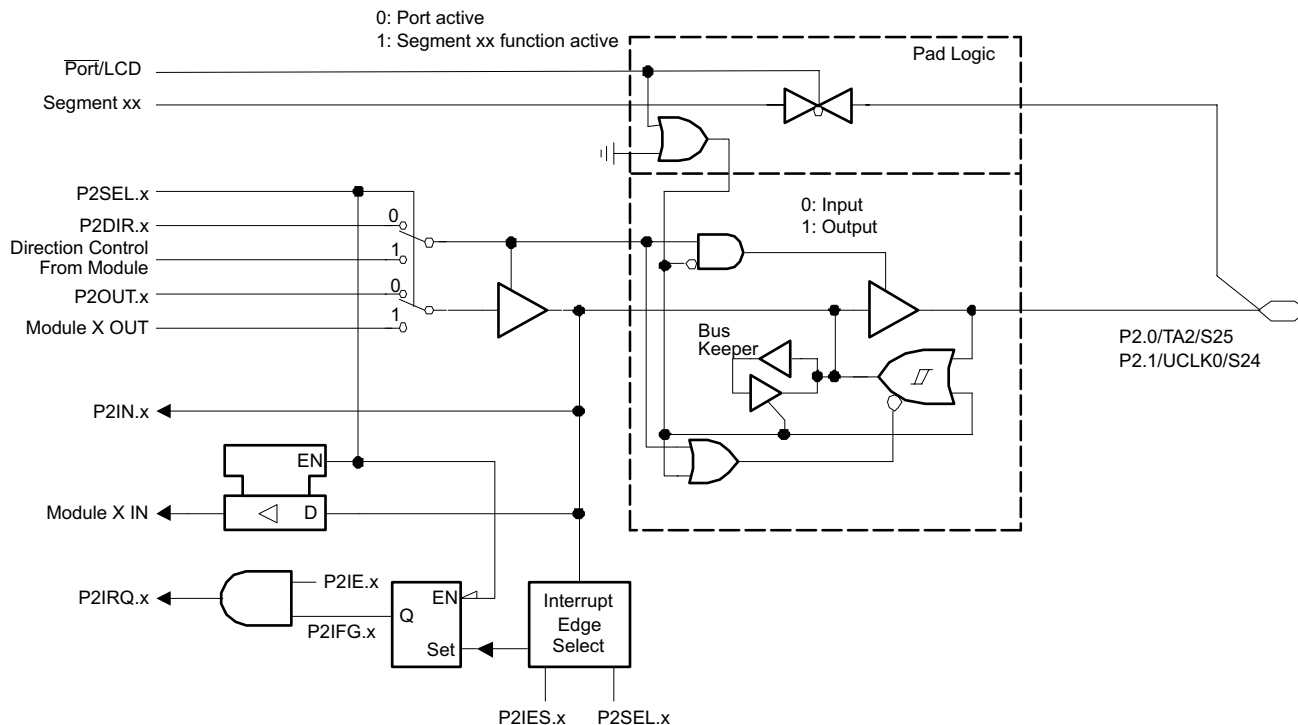 0: Port active
1: Segment xx function active
Port/LCD
Segment xx
Pad Logic
P2SEL.x
P2DIR.x
Direction Control
From Module
P2OUT.x
Module X OUT
0
1
0
1
0: Input
1: Output
Bus
Keeper
P2.0/TA2/S25
P2.1/UCLK0/S24
P2IN.x
EN
Module X IN
D
P2IRQ.x
P2IE.x
P2IFG.x
EN
Q
Set
Interrupt
Edge
Select
P2IES.x
P2SEL.x